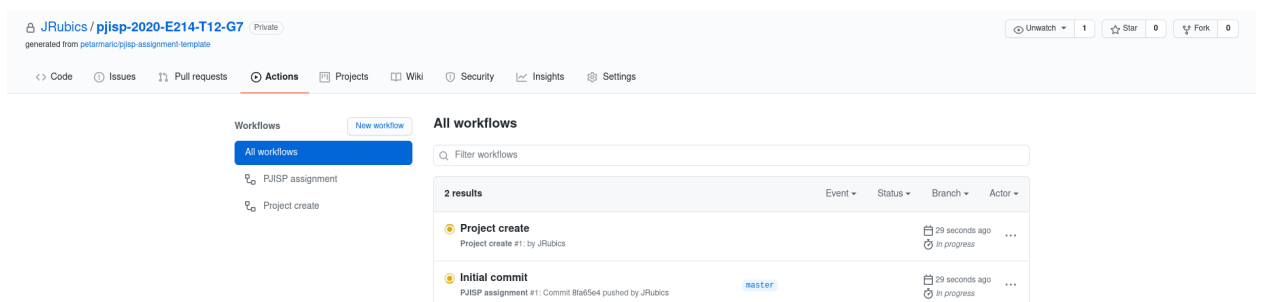 JRubics / pjisp-2020-E214-T12-G7 Private
Unwatch 1 Star 0 Fork 0
generated from petarmaric/pjisp-assignment-template
Code Issues Pull requests Actions Projects Wiki Security Insights Settings
Workflows New workflow
All workflows
PJISP assignment
Project create
All workflows
Filter workflows
2 results Event Status Branch Actor
Project create
Project create #1: by JRubics
29 seconds ago
In progress
Initial commit
PJISP assignment #1: Commit 8fa65e4 pushed by JRubics
master
29 seconds ago
In progress